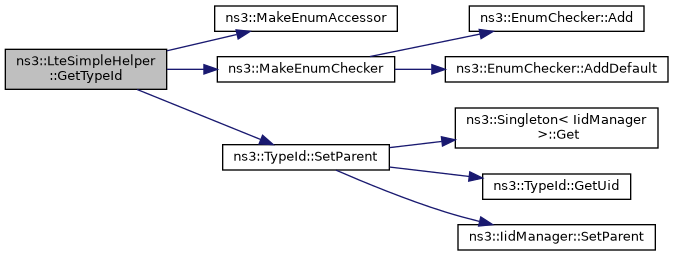 ns3::LteSimpleHelper
::GetTypeId
ns3::MakeEnumAccessor
ns3::MakeEnumChecker
ns3::EnumChecker::Add
ns3::EnumChecker::AddDefault
ns3::TypeId::SetParent
ns3::Singleton< IidManager
>::Get
ns3::TypeId::GetUid
ns3::IidManager::SetParent